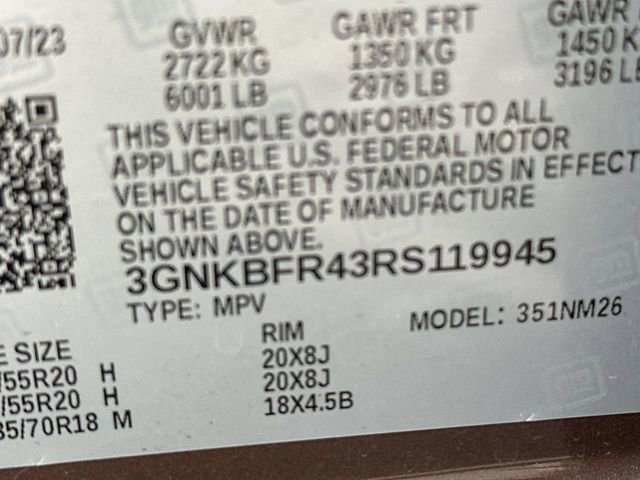 07/23 GVWR GAWR FRT GAWR
2722 KG 1350 KG 1450 K
6001 LB 2976 LB 3196 LB
THIS VEHICLE CONFORMS TO ALL
APPLICABLE U.S. FEDERAL MOTOR
VEHICLE SAFETY STANDARDS IN EFFECT
ON THE DATE OF MANUFACTURE
SHOWN ABOVE.
3GNKBFR43RS119945
TYPE: MPV MODEL: 351NM26
E SIZE RIM
/55R20 H 20X8J
/55R20 H 20X8J
35/70R18 M 18X4.5B